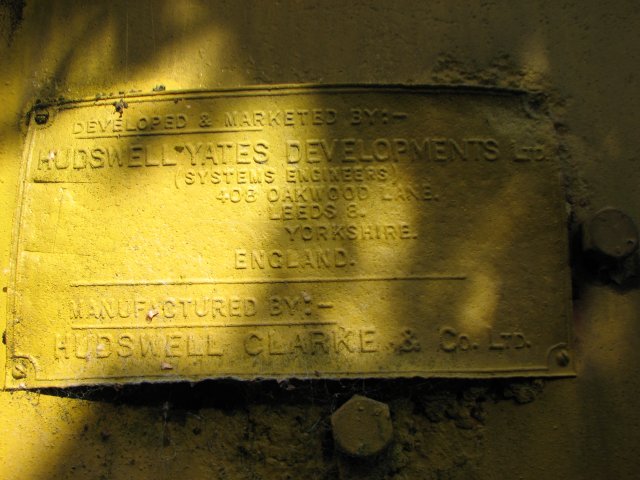 DEVELOPED & MARKETED BY:-
HUDSWELL YATES DEVELOPMENTS LTD.
(SYSTEMS ENGINEERS)
408 OAKWOOD LANE.
LEEDS 8.
YORKSHIRE.
ENGLAND.
MANUFACTURED BY:-
HUDSWELL CLARKE & CO. LTD.